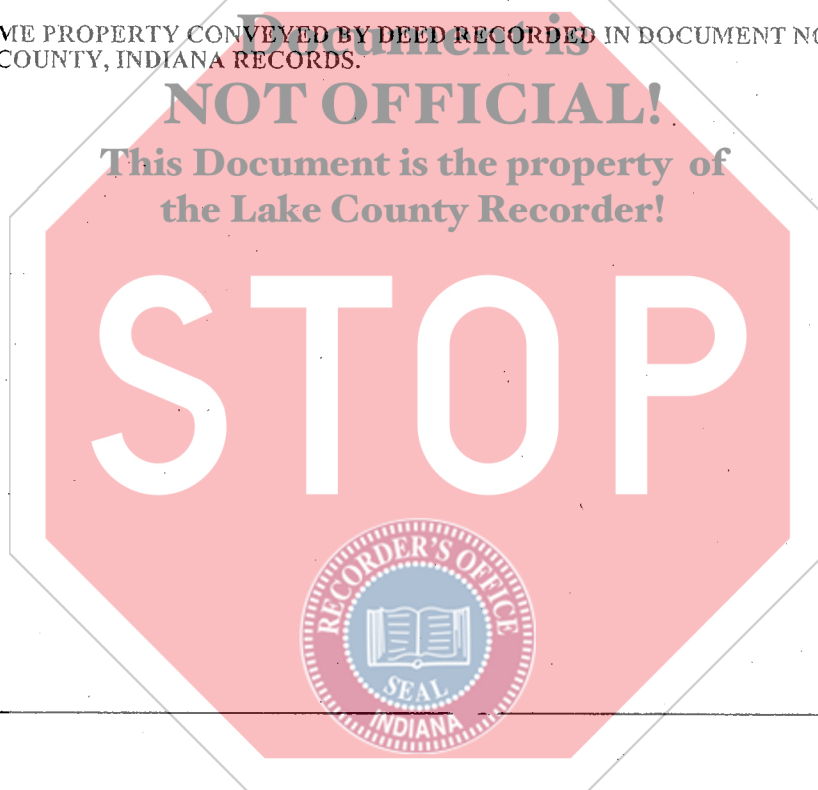 ME PROPERTY CONVEYED BY DEED RECORDED IN DOCUMENT NO
COUNTY, INDIANA RECORDS.
Document is
NOT OFFICIAL!
This Document is the property of
the Lake County Recorder!
STOP
RECORDER'S OFFICE
SEAL
INDIANA